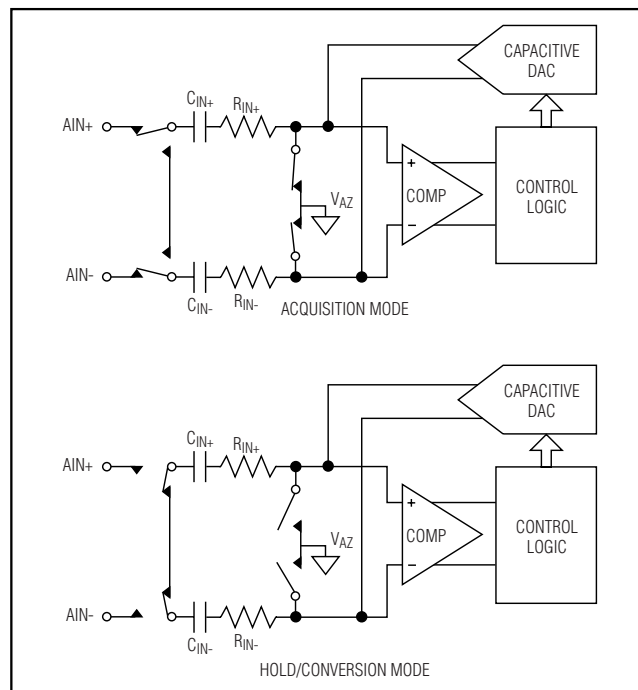 CAPACITIVE
DAC
CIN+
RIN+
AIN+
VAZ
+
COMP
−
CONTROL
LOGIC
AIN-
CIN-
RIN-
ACQUISITION MODE
CAPACITIVE
DAC
CIN+
RIN+
AIN+
VAZ
+
COMP
−
CONTROL
LOGIC
AIN-
CIN-
RIN-
HOLD/CONVERSION MODE